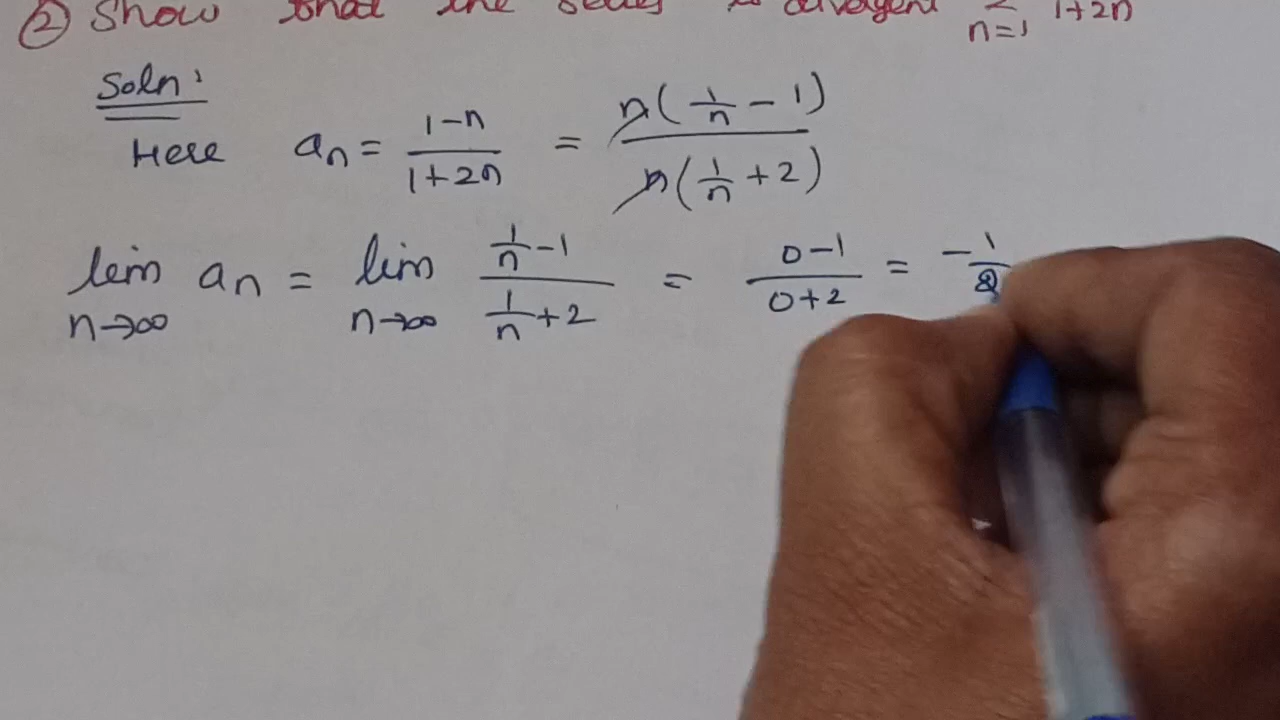 ② Show that the series is divergent Σ n=1 1+2n
Soln:
Here aₙ = (1-n)/(1+2n) = n(1/n - 1)/n(1/n + 2)
lim n→∞ aₙ = lim n→∞ (1/n - 1)/(1/n + 2) = (0-1)/(0+2) = -1/2